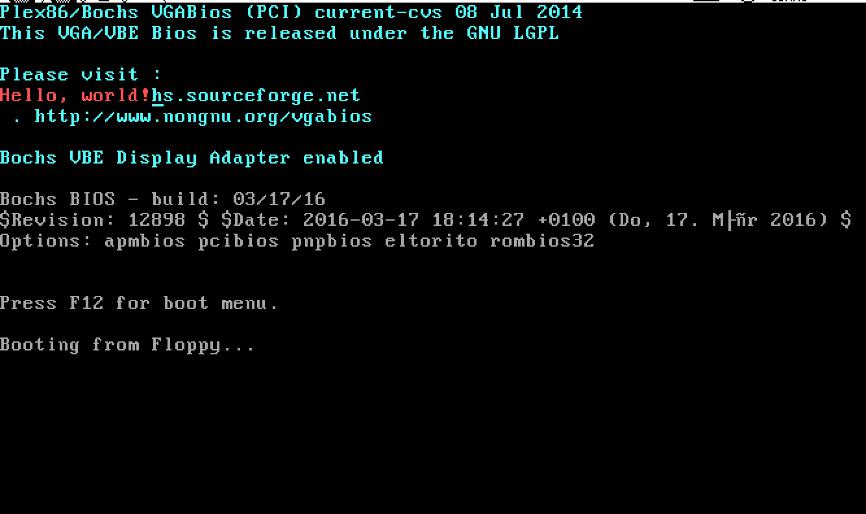 Plex86/Bochs VGABios (PCI) current-cvs 08 Jul 2014
This VGA/VBE Bios is released under the GNU LGPL
Please visit :
Hello, world!hs.sourceforge.net
. http://www.nongnu.org/vgabios
Bochs VBE Display Adapter enabled
Bochs BIOS - build: 03/17/16
$Revision: 12898 $ $Date: 2016-03-17 18:14:27 +0100 (Do, 17. M├ñr 2016) $
Options: apmbios pcibios pnpbios eltorito rombios32
Press F12 for boot menu.
Booting from Floppy...